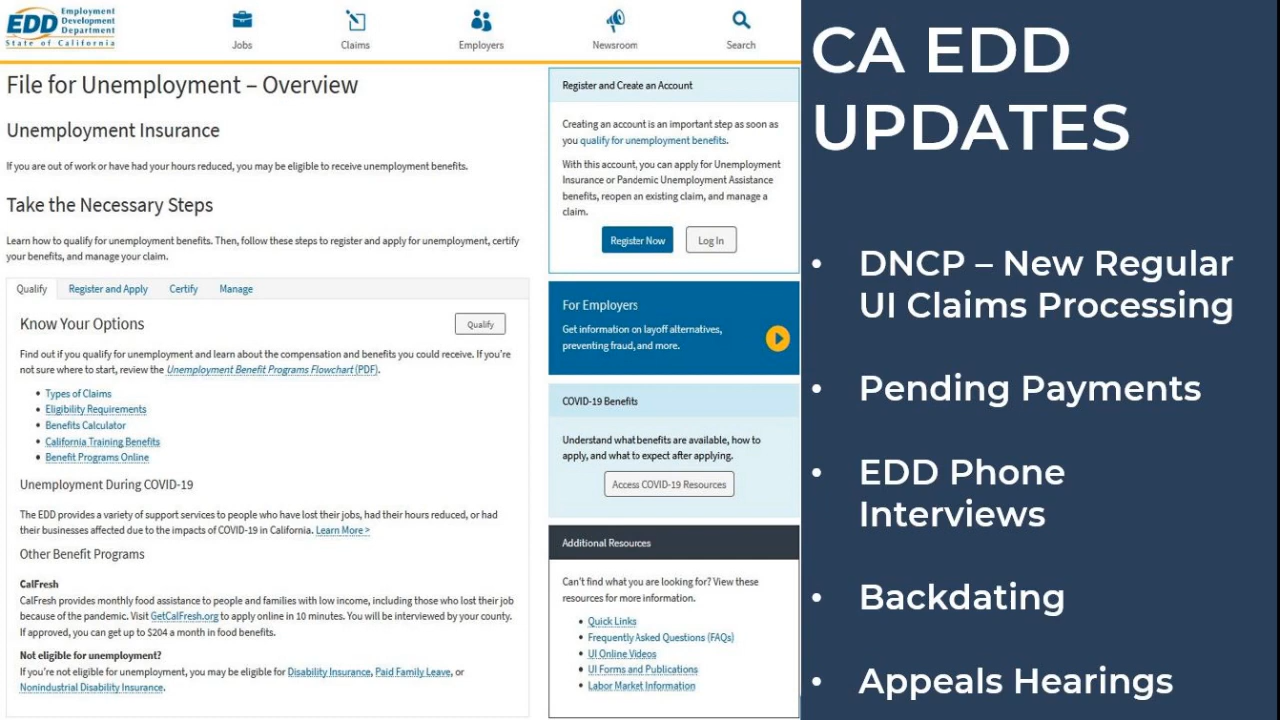 EDD
Employment
Development
Department
State of California
Jobs
Claims
Employers
Newsroom
Search
File for Unemployment – Overview
Unemployment Insurance
If you are out of work or have had your hours reduced, you may be eligible to receive unemployment benefits.
Take the Necessary Steps
Learn how to qualify for unemployment benefits. Then, follow these steps to register and apply for unemployment, certify
your benefits, and manage your claim.
Qualify Register and Apply Certify Manage
Know Your Options
Qualify
Find out if you qualify for unemployment and learn about the compensation and benefits you could receive. If you're
not sure where to start, review the Unemployment Benefit Programs Flowchart (PDF).
• Types of Claims
• Eligibility Requirements
• Benefits Calculator
• California Training Benefits
• Benefit Programs Online
Unemployment During COVID-19
The EDD provides a variety of support services to people who have lost their jobs, had their hours reduced, or had
their businesses affected due to the impacts of COVID-19 in California. Learn More >
Other Benefit Programs
CalFresh
CalFresh provides monthly food assistance to people and families with low income, including those who lost their job
because of the pandemic. Visit GetCalFresh.org to apply online in 10 minutes. You will be interviewed by your county.
If approved, you can get up to $204 a month in food benefits.
Not eligible for unemployment?
If you're not eligible for unemployment, you may be eligible for Disability Insurance, Paid Family Leave, or
Nonindustrial Disability Insurance.
Register and Create an Account
Creating an account is an important step as soon as
you qualify for unemployment benefits.
With this account, you can apply for Unemployment
Insurance or Pandemic Unemployment Assistance
benefits, reopen an existing claim, and manage a
claim.
Register Now
Log In
For Employers
Get information on layoff alternatives,
preventing fraud, and more.
COVID-19 Benefits
Understand what benefits are available, how to
apply, and what to expect after applying.
Access COVID-19 Resources
Additional Resources
Can't find what you are looking for? View these
resources for more information.
• Quick Links
• Frequently Asked Questions (FAQs)
• UI Online Videos
• UI Forms and Publications
• Labor Market Information
CA EDD
UPDATES
• DNCP – New Regular
UI Claims Processing
• Pending Payments
• EDD Phone
Interviews
• Backdating
• Appeals Hearings